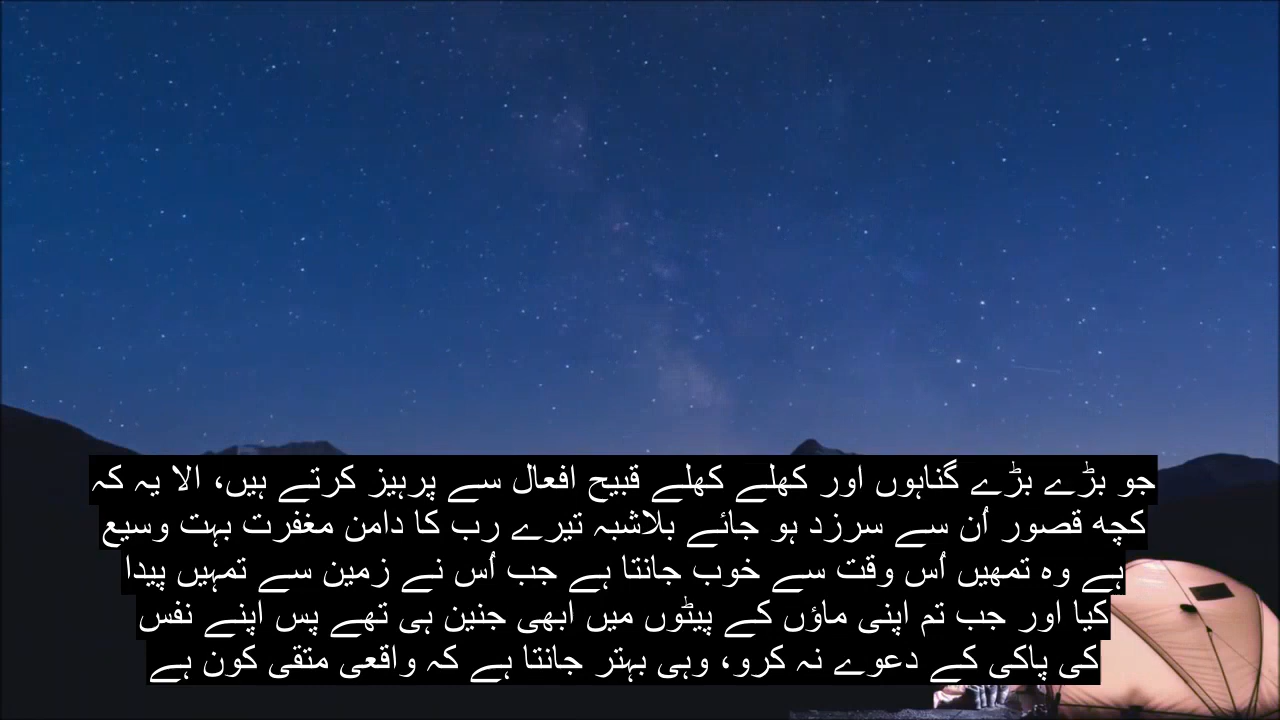 جو بڑے بڑے گناہوں اور کھلے کھلے قبیح افعال سے پرہیز کرتے ہیں، الا یہ کہ
کچھ قصور اُن سے سرزد ہو جائے بلاشبہ تیرے رب کا دامن مغفرت بہت وسیع
ہے وہ تمھیں اُس وقت سے خوب جانتا ہے جب اُس نے زمین سے تمہیں پیدا
کیا اور جب تم اپنی ماؤں کے پیٹوں میں ابھی جنین ہی تھے پس اپنے نفس
کی پاکی کے دعوے نہ کرو، وہی بہتر جانتا ہے کہ واقعی متقی کون ہے